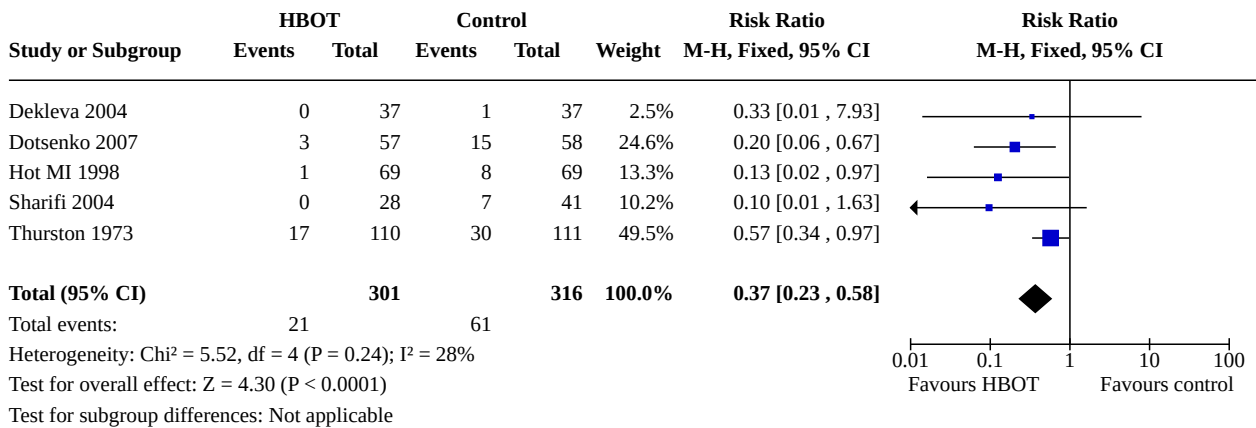 HBOT Control Risk Ratio Risk Ratio
Study or Subgroup Events Total Events Total Weight M-H, Fixed, 95% CI M-H, Fixed, 95% CI
Dekleva 2004 0 37 1 37 2.5% 0.33 [0.01 , 7.93]
Dotsenko 2007 3 57 15 58 24.6% 0.20 [0.06 , 0.67]
Hot MI 1998 1 69 8 69 13.3% 0.13 [0.02 , 0.97]
Sharifi 2004 0 28 7 41 10.2% 0.10 [0.01 , 1.63]
Thurston 1973 17 110 30 111 49.5% 0.57 [0.34 , 0.97]
Total (95% CI) 301 316 100.0% 0.37 [0.23 , 0.58]
Total events: 21 61
Heterogeneity: Chi² = 5.52, df = 4 (P = 0.24); I² = 28%
Test for overall effect: Z = 4.30 (P < 0.0001)
Test for subgroup differences: Not applicable
0.01 0.1 1 10 100
Favours HBOT Favours control